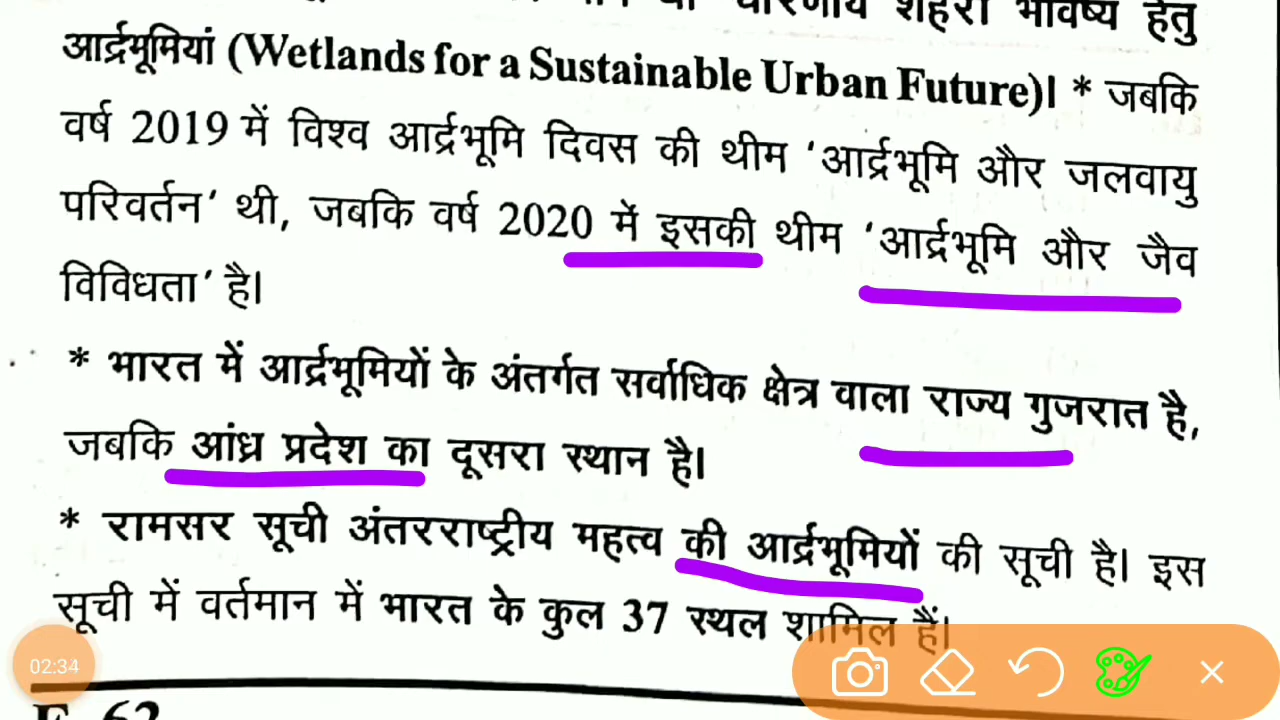 शहरी भविष्य हेतु
आर्द्रभूमियां (Wetlands for a Sustainable Urban Future)। * जबकि
वर्ष 2019 में विश्व आर्द्रभूमि दिवस की थीम ‘आर्द्रभूमि और जलवायु
परिवर्तन’ थी, जबकि वर्ष 2020 में इसकी थीम ‘आर्द्रभूमि और जैव
विविधता’ है।
* भारत में आर्द्रभूमियों के अंतर्गत सर्वाधिक क्षेत्र वाला राज्य गुजरात है,
जबकि आंध्र प्रदेश का दूसरा स्थान है।
* रामसर सूची अंतरराष्ट्रीय महत्व की आर्द्रभूमियों की सूची है। इस
सूची में वर्तमान में भारत के कुल 37 स्थल शामिल हैं।
02:34